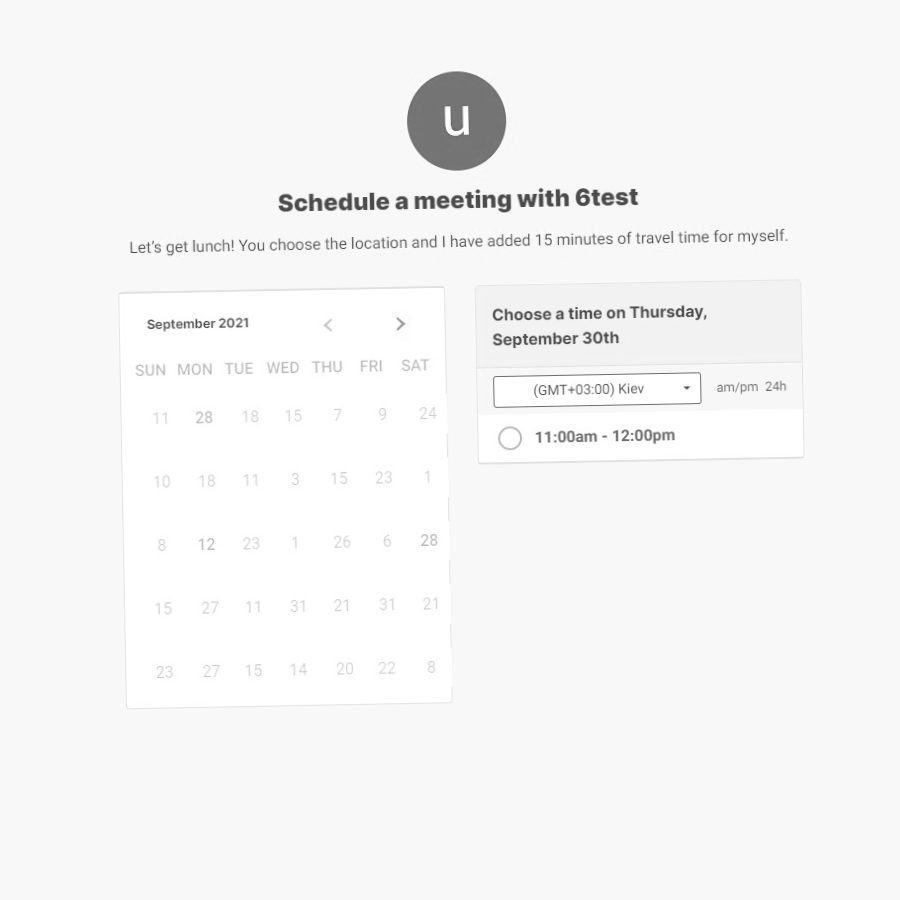 u
Schedule a meeting with 6test
Let's get lunch! You choose the location and I have added 15 minutes of travel time for myself.
September 2021
SUN MON TUE WED THU FRI SAT
11 28 18 15 7 9 24
10 18 11 3 15 23 1
8 12 23 1 26 6 28
15 27 11 31 21 31 21
23 27 15 14 20 22 8
Choose a time on Thursday,
September 30th
(GMT+03:00) Kiev am/pm 24h
11:00am - 12:00pm